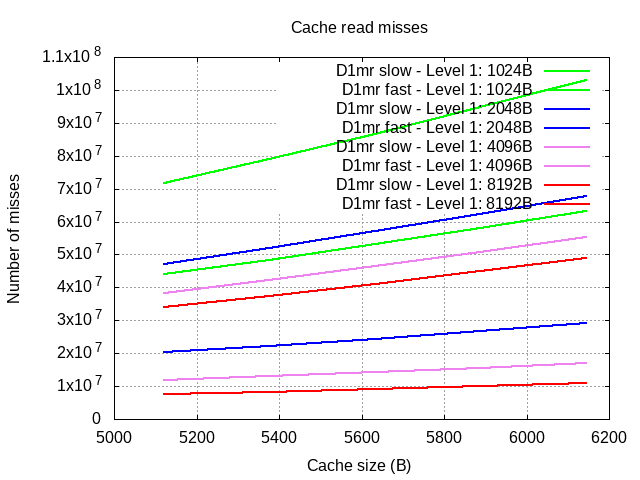 Cache read misses
Number of misses
1.1x10^8
1x10^8
9x10^7
8x10^7
7x10^7
6x10^7
5x10^7
4x10^7
3x10^7
2x10^7
1x10^7
0
D1mr slow - Level 1: 1024B
D1mr fast - Level 1: 1024B
D1mr slow - Level 1: 2048B
D1mr fast - Level 1: 2048B
D1mr slow - Level 1: 4096B
D1mr fast - Level 1: 4096B
D1mr slow - Level 1: 8192B
D1mr fast - Level 1: 8192B
5000 5200 5400 5600 5800 6000 6200
Cache size (B)